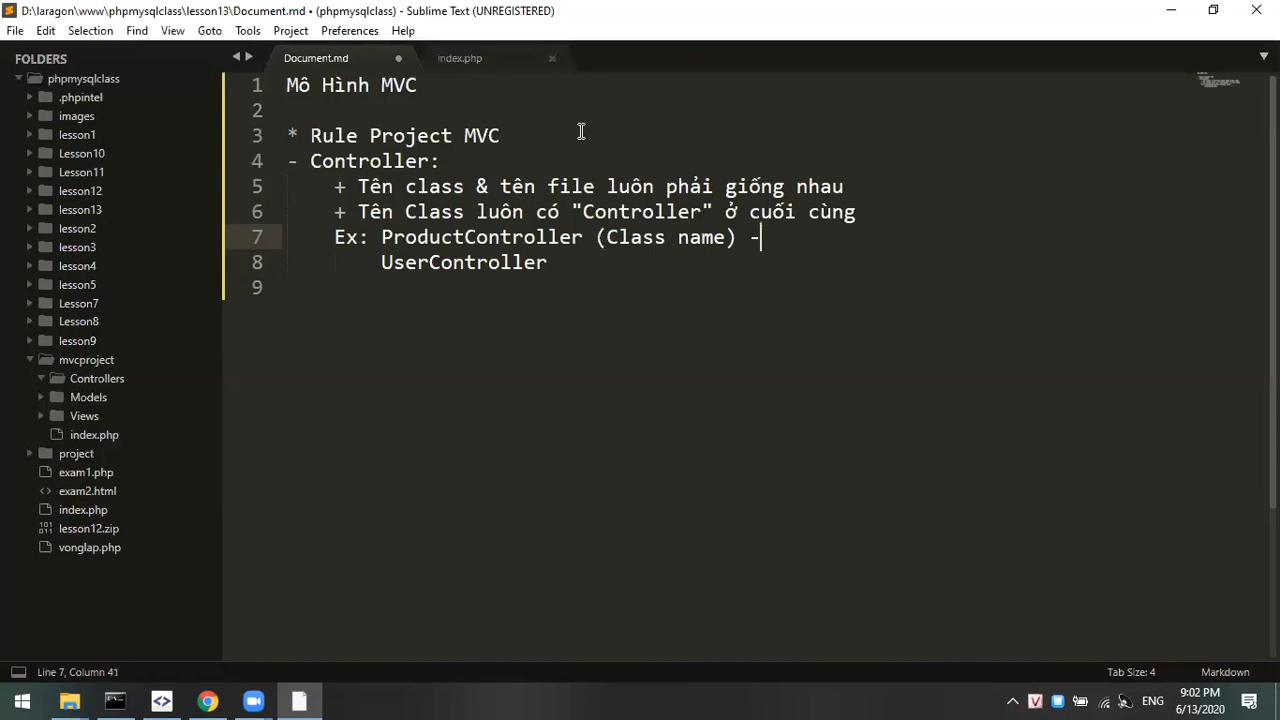 D:\laragon\www\phpmysqlclass\lesson13\Document.md • (phpmysqlclass) - Sublime Text (UNREGISTERED)
File Edit Selection Find View Goto Tools Project Preferences Help
FOLDERS
phpmysqlclass
.phpintel
images
lesson1
Lesson10
Lesson11
lesson12
lesson13
lesson2
lesson3
lesson4
lesson5
Lesson7
Lesson8
lesson9
mvcproject
Controllers
Models
Views
index.php
project
exam1.php
exam2.html
index.php
lesson12.zip
vonglap.php
Document.md index.php
1 Mô Hình MVC
2
3 * Rule Project MVC
4 - Controller:
5 + Tên class & tên file luôn phải giống nhau
6 + Tên Class luôn có "Controller" ở cuối cùng
7 Ex: ProductController (Class name) -
8 UserController
9
Line 7, Column 41 Tab Size: 4 Markdown
ENG 9:02 PM
6/13/2020